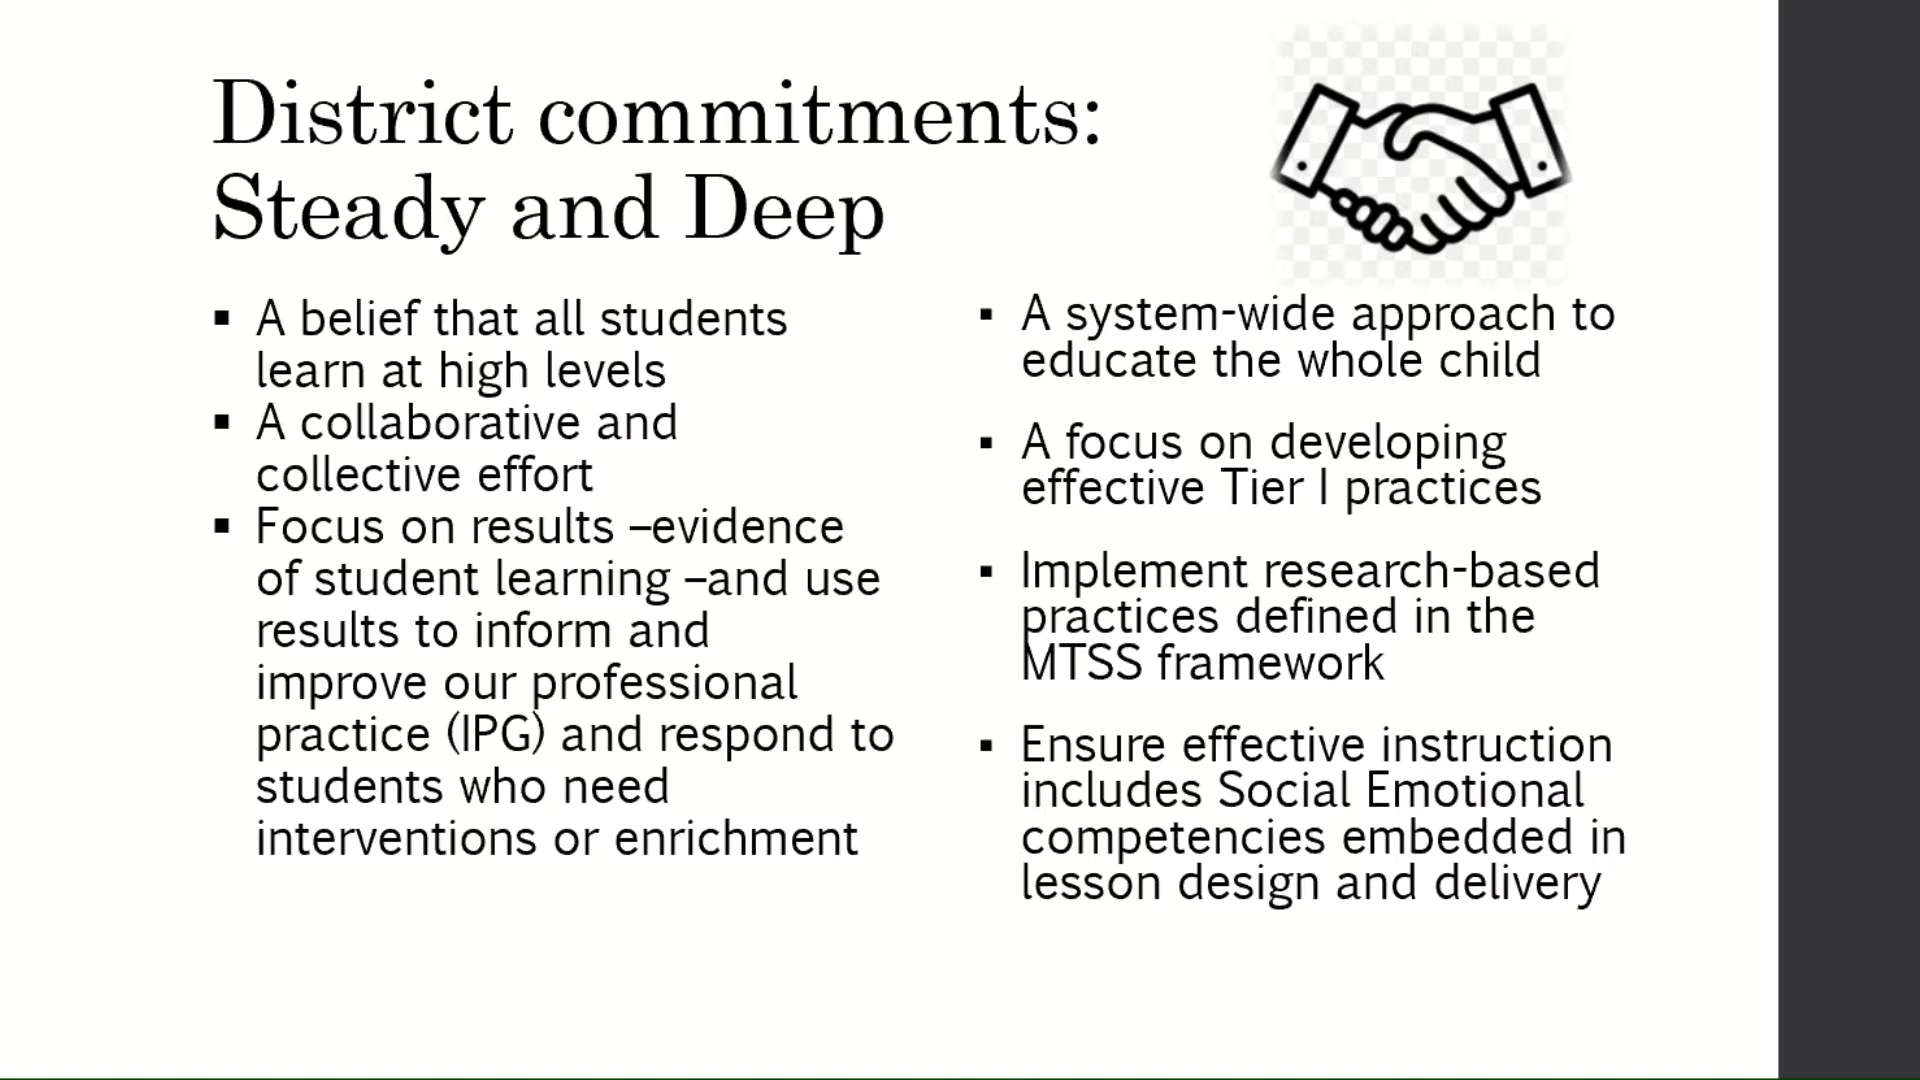 District commitments:
Steady and Deep
▪ A belief that all students
learn at high levels
▪ A collaborative and
collective effort
▪ Focus on results –evidence
of student learning –and use
results to inform and
improve our professional
practice (IPG) and respond to
students who need
interventions or enrichment
▪ A system-wide approach to
educate the whole child
▪ A focus on developing
effective Tier I practices
▪ Implement research-based
practices defined in the
MTSS framework
▪ Ensure effective instruction
includes Social Emotional
competencies embedded in
lesson design and delivery